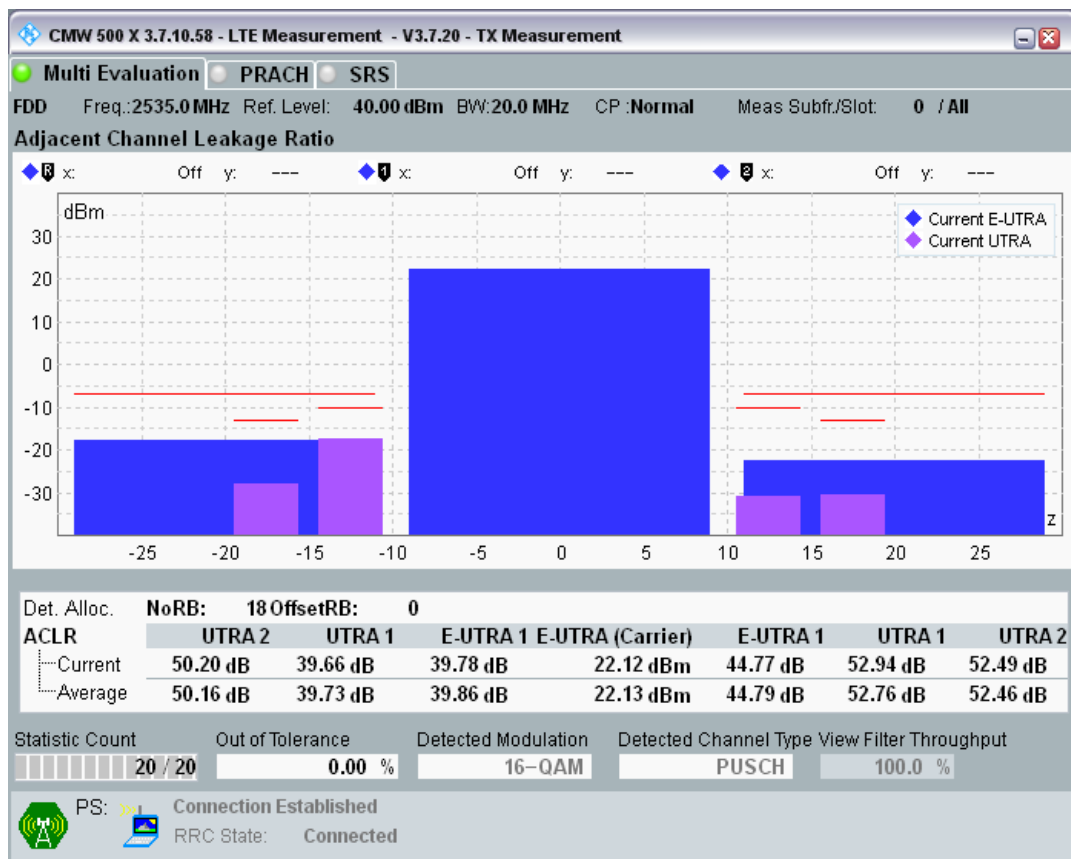 CMW 500 X 3.7.10.58 - LTE Measurement - V3.7.20 - TX Measurement
Multi Evaluation PRACH SRS
FDD Freq.:2535.0 MHz Ref. Level: 40.00 dBm BW:20.0 MHz CP :Normal Meas Subfr./Slot: 0 / All
Adjacent Channel Leakage Ratio
R x: Off y: --- 1 x: Off y: --- 2 x: Off y: ---
dBm
Current E-UTRA
Current UTRA
30
20
10
0
-10
-20
-30
z
-25 -20 -15 -10 -5 0 5 10 15 20 25
Det. Alloc. NoRB: 18 OffsetRB: 0
ACLR UTRA 2 UTRA 1 E-UTRA 1 E-UTRA (Carrier) E-UTRA 1 UTRA 1 UTRA 2
Current 50.20 dB 39.66 dB 39.78 dB 22.12 dBm 44.77 dB 52.94 dB 52.49 dB
Average 50.16 dB 39.73 dB 39.86 dB 22.13 dBm 44.79 dB 52.76 dB 52.46 dB
Statistic Count Out of Tolerance Detected Modulation Detected Channel Type View Filter Throughput
20 / 20 0.00 % 16-QAM PUSCH 100.0 %
PS: Connection Established
RRC State: Connected